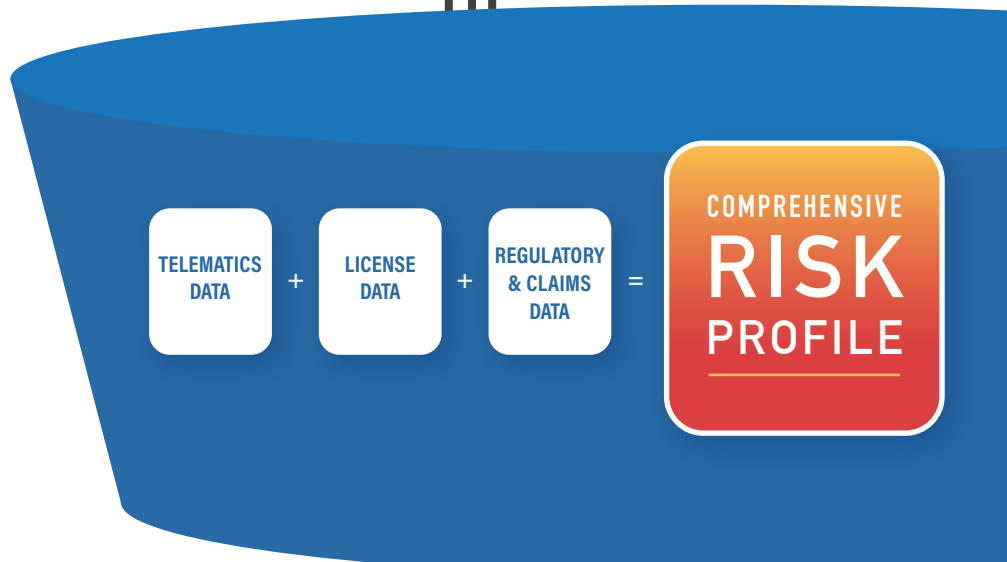 TELEMATICS
DATA
+
LICENSE
DATA
+
REGULATORY
& CLAIMS
DATA
=
COMPREHENSIVE
RISK
PROFILE